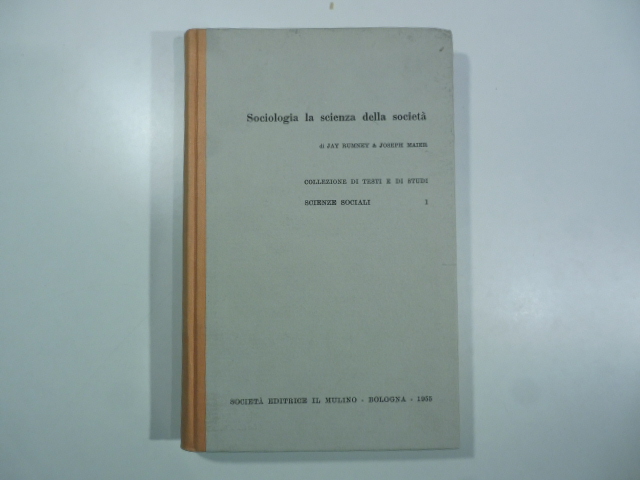 Sociologia la scienza della società
di JAY RUMNEY A JOSEPH MAIER
COLLEZIONE DI TESTI E DI STUDI
SCIENZE SOCIALI 1
SOCIETÀ EDITRICE IL MULINO - BOLOGNA - 1955